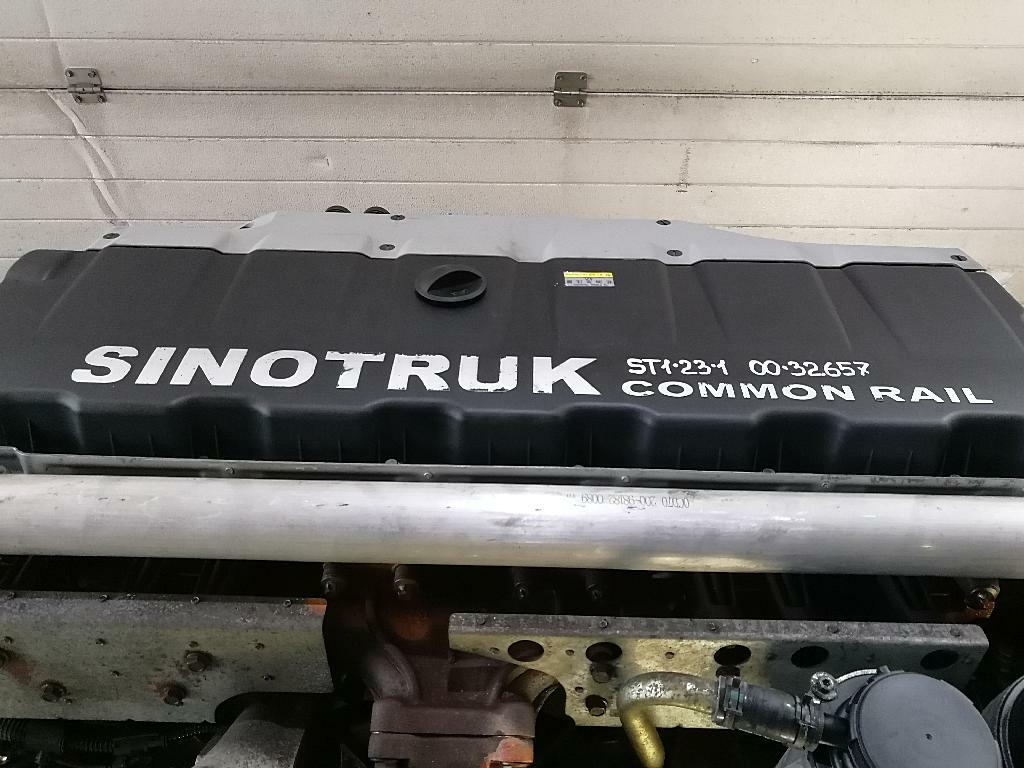 SINOTRUK
ST1·23·1 00·32657
COMMON RAIL